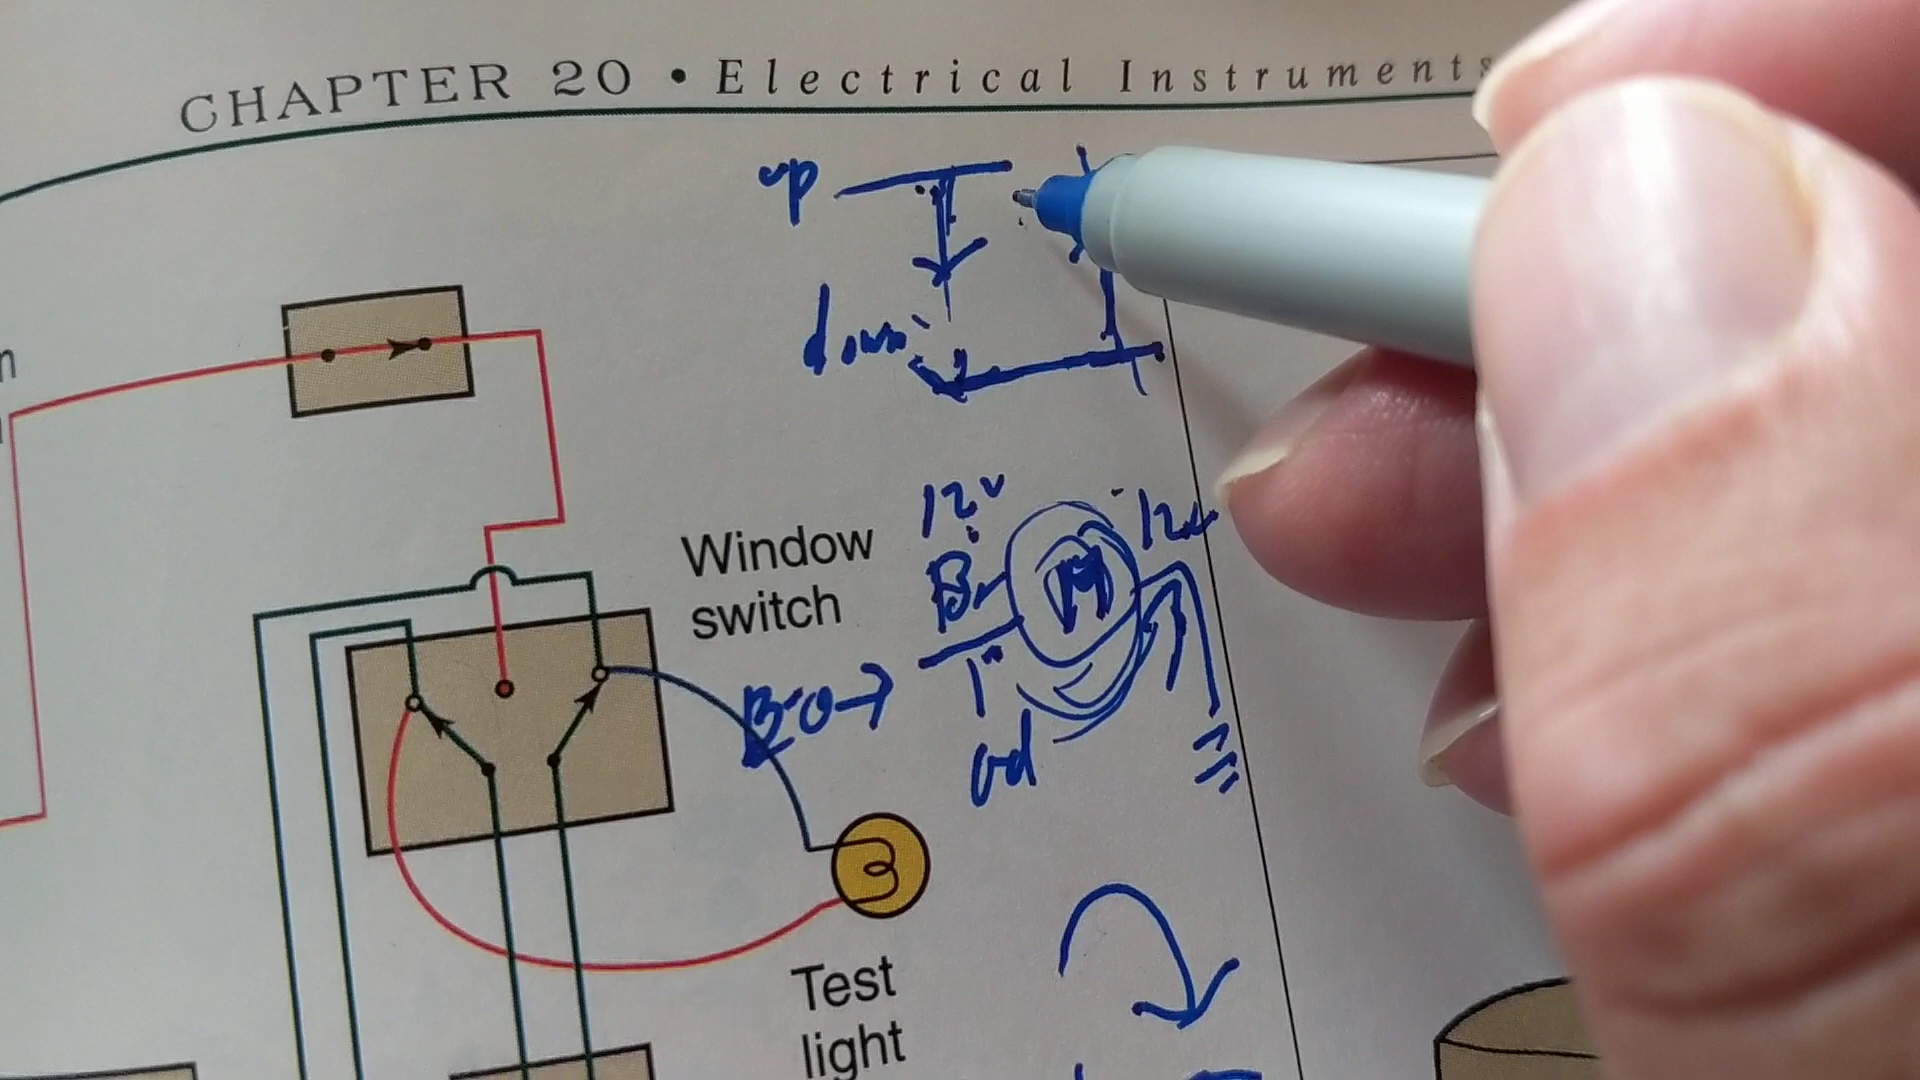 CHAPTER 20 • Electrical Instruments
up
down
12v
12v
M
Window
switch
Test
light